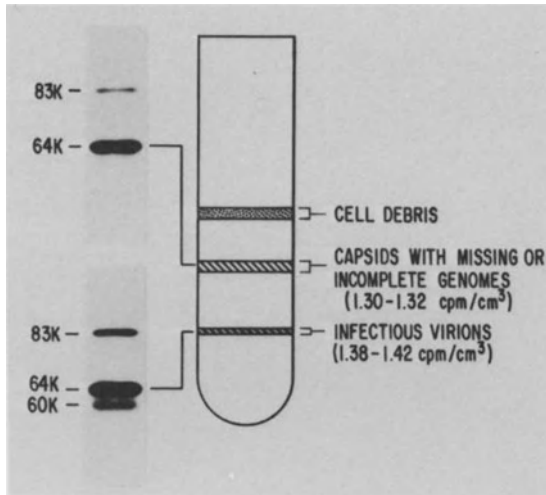 83K –
64K –
CELL DEBRIS
CAPSIDS WITH MISSING OR
INCOMPLETE GENOMES
(1.30–1.32 cpm/cm³)
83K –
INFECTIOUS VIRIONS
(1.38–1.42 cpm/cm³)
64K –
60K –